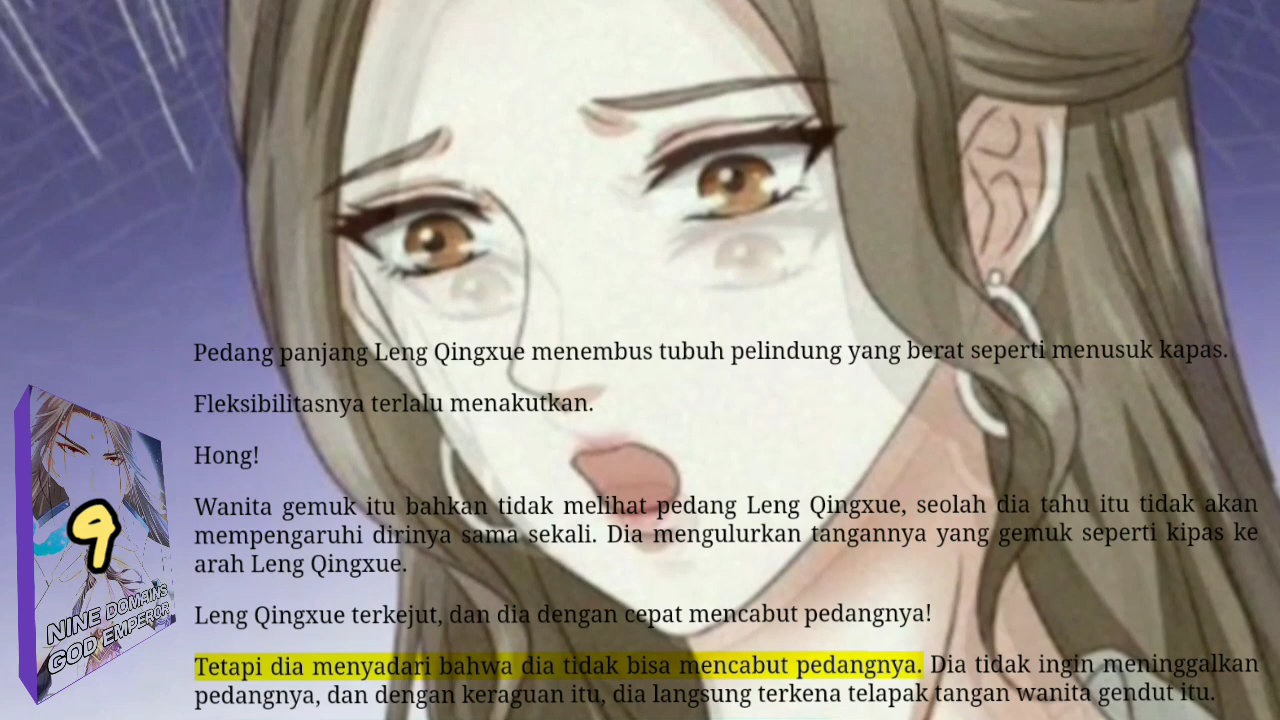 Pedang panjang Leng Qingxue menembus tubuh pelindung yang berat seperti menusuk kapas.
Fleksibilitasnya terlalu menakutkan.
Hong!
Wanita gemuk itu bahkan tidak melihat pedang Leng Qingxue, seolah dia tahu itu tidak akan
mempengaruhi dirinya sama sekali. Dia mengulurkan tangannya yang gemuk seperti kipas ke
arah Leng Qingxue.
Leng Qingxue terkejut, dan dia dengan cepat mencabut pedangnya!
Tetapi dia menyadari bahwa dia tidak bisa mencabut pedangnya. Dia tidak ingin meninggalkan
pedangnya, dan dengan keraguan itu, dia langsung terkena telapak tangan wanita gendut itu.
9
NINE DOMAINS
GOD EMPEROR